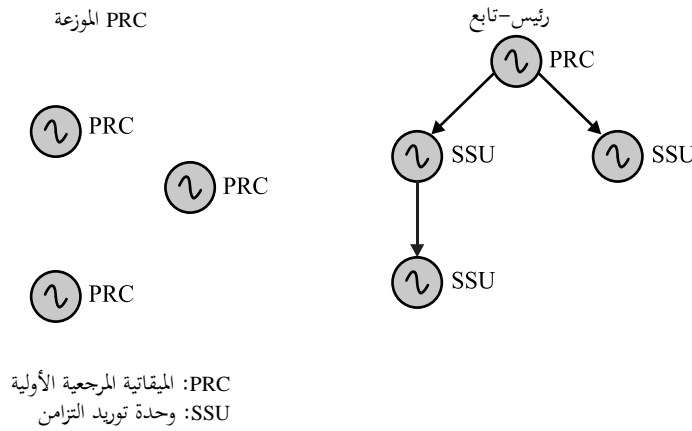 PRC الموزعة
رئيس-تابع
PRC
PRC
PRC
PRC
SSU
SSU
SSU
PRC: الميقاتية المرجعية الأولية
SSU: وحدة توريد التزامن